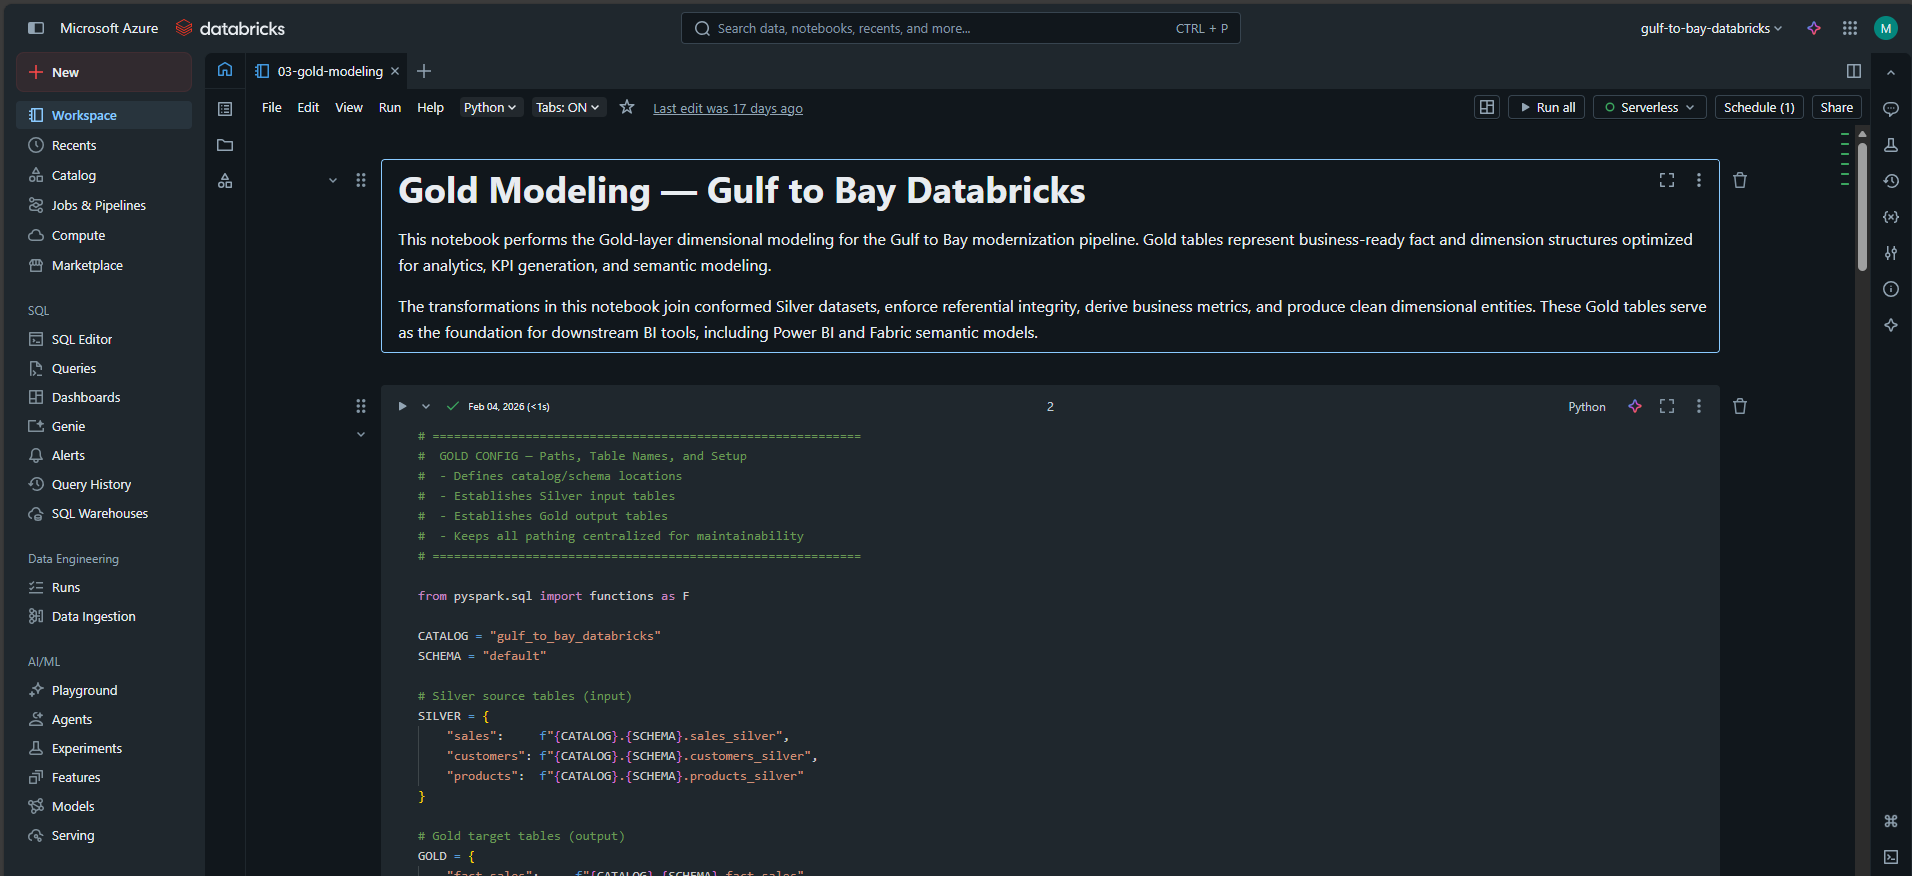 Microsoft Azure
databricks
Search data, notebooks, recents, and more...
CTRL + P
gulf-to-bay-databricks
M
New
Workspace
Recents
Catalog
Jobs & Pipelines
Compute
Marketplace
SQL
SQL Editor
Queries
Dashboards
Genie
Alerts
Query History
SQL Warehouses
Data Engineering
Runs
Data Ingestion
AI/ML
Playground
Agents
Experiments
Features
Models
Serving
03-gold-modeling
File Edit View Run Help Python Tabs: ON Last edit was 17 days ago
Run all Serverless Schedule (1) Share
Gold Modeling — Gulf to Bay Databricks
This notebook performs the Gold-layer dimensional modeling for the Gulf to Bay modernization pipeline. Gold tables represent business-ready fact and dimension structures optimized
for analytics, KPI generation, and semantic modeling.
The transformations in this notebook join conformed Silver datasets, enforce referential integrity, derive business metrics, and produce clean dimensional entities. These Gold tables serve
as the foundation for downstream BI tools, including Power BI and Fabric semantic models.
Feb 04, 2026 (<1s)
2
Python
# ============================================================
# GOLD CONFIG — Paths, Table Names, and Setup
# - Defines catalog/schema locations
# - Establishes Silver input tables
# - Establishes Gold output tables
# - Keeps all pathing centralized for maintainability
# ============================================================
from pyspark.sql import functions as F
CATALOG = "gulf_to_bay_databricks"
SCHEMA = "default"
# Silver source tables (input)
SILVER = {
"sales": f"{CATALOG}.{SCHEMA}.sales_silver",
"customers": f"{CATALOG}.{SCHEMA}.customers_silver",
"products": f"{CATALOG}.{SCHEMA}.products_silver"
}
# Gold target tables (output)
GOLD = {
"fact_sales": f"{CATALOG}.{SCHEMA}.fact_sales"